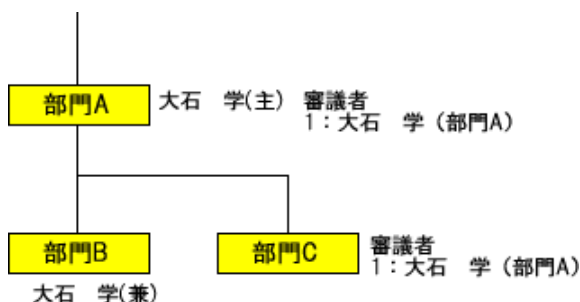 部門A 大石　学(主) 審議者
1：大石　学（部門A）
部門B 部門C 審議者
1：大石　学（部門A）
大石　学(兼)